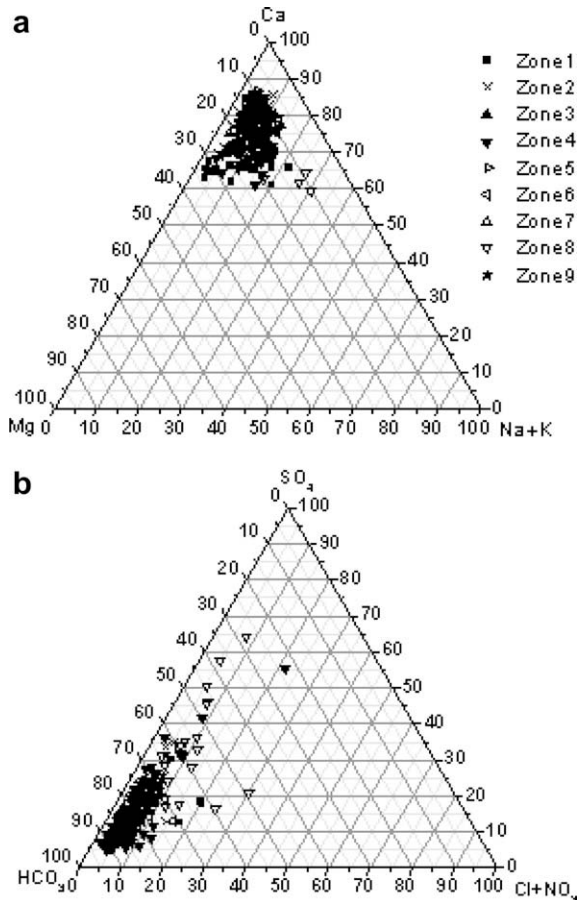 a
Ca
0 100
10 90
20 80
30 70
40 60
50 50
60 40
70 30
80 20
90 10
100 0
Mg 0 10 20 30 40 50 60 70 80 90 100 Na+K
Zone1
Zone2
Zone3
Zone4
Zone5
Zone6
Zone7
Zone8
Zone9
b
SO₄
0 100
10 90
20 80
30 70
40 60
50 50
60 40
70 30
80 20
90 10
100 0
HCO₃ 0 10 20 30 40 50 60 70 80 90 100 Cl+NO₃